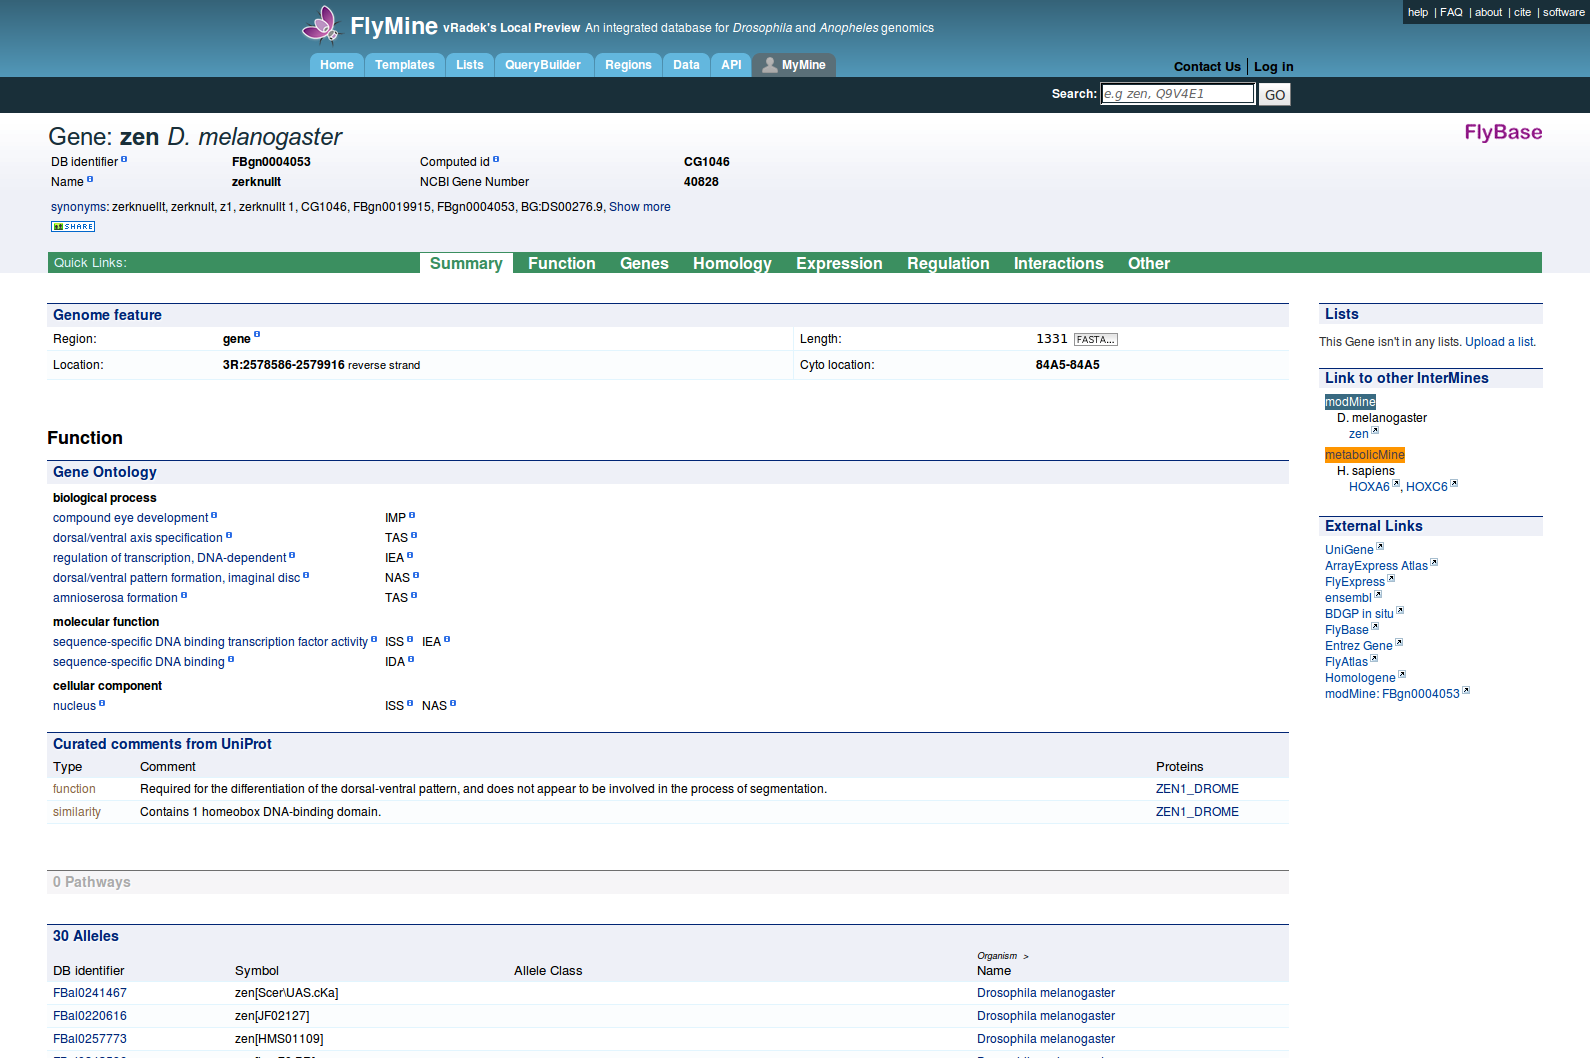 help | FAQ | about | cite | software
FlyMine vRadek's Local Preview An integrated database for Drosophila and Anopheles genomics
Home Templates Lists QueryBuilder Regions Data API MyMine
Contact Us | Log in
Search: e.g zen, Q9V4E1 GO
Gene: zen D. melanogaster
FlyBase
DB identifier FBgn0004053 Computed id CG1046
Name zerknullt NCBI Gene Number 40828
synonyms: zerknuellt, zerknult, z1, zerknullt 1, CG1046, FBgn0019915, FBgn0004053, BG:DS00276.9, Show more
SHARE
Quick Links: Summary Function Genes Homology Expression Regulation Interactions Other
Genome feature
Region: gene Length: 1331 FASTA...
Location: 3R:2578586-2579916 reverse strand Cyto location: 84A5-84A5
Function
Gene Ontology
biological process
compound eye development IMP
dorsal/ventral axis specification TAS
regulation of transcription, DNA-dependent IEA
dorsal/ventral pattern formation, imaginal disc NAS
amnioserosa formation TAS
molecular function
sequence-specific DNA binding transcription factor activity ISS IEA
sequence-specific DNA binding IDA
cellular component
nucleus ISS NAS
Curated comments from UniProt
Type Comment Proteins
function Required for the differentiation of the dorsal-ventral pattern, and does not appear to be involved in the process of segmentation. ZEN1_DROME
similarity Contains 1 homeobox DNA-binding domain. ZEN1_DROME
0 Pathways
30 Alleles
Organism >
DB identifier Symbol Allele Class Name
FBal0241467 zen[Scer\UAS.cKa] Drosophila melanogaster
FBal0220616 zen[JF02127] Drosophila melanogaster
FBal0257773 zen[HMS01109] Drosophila melanogaster
Lists
This Gene isn't in any lists. Upload a list.
Link to other InterMines
modMine
D. melanogaster
zen
metabolicMine
H. sapiens
HOXA6, HOXC6
External Links
UniGene
ArrayExpress Atlas
FlyExpress
ensembl
BDGP in situ
FlyBase
Entrez Gene
FlyAtlas
Homologene
modMine: FBgn0004053